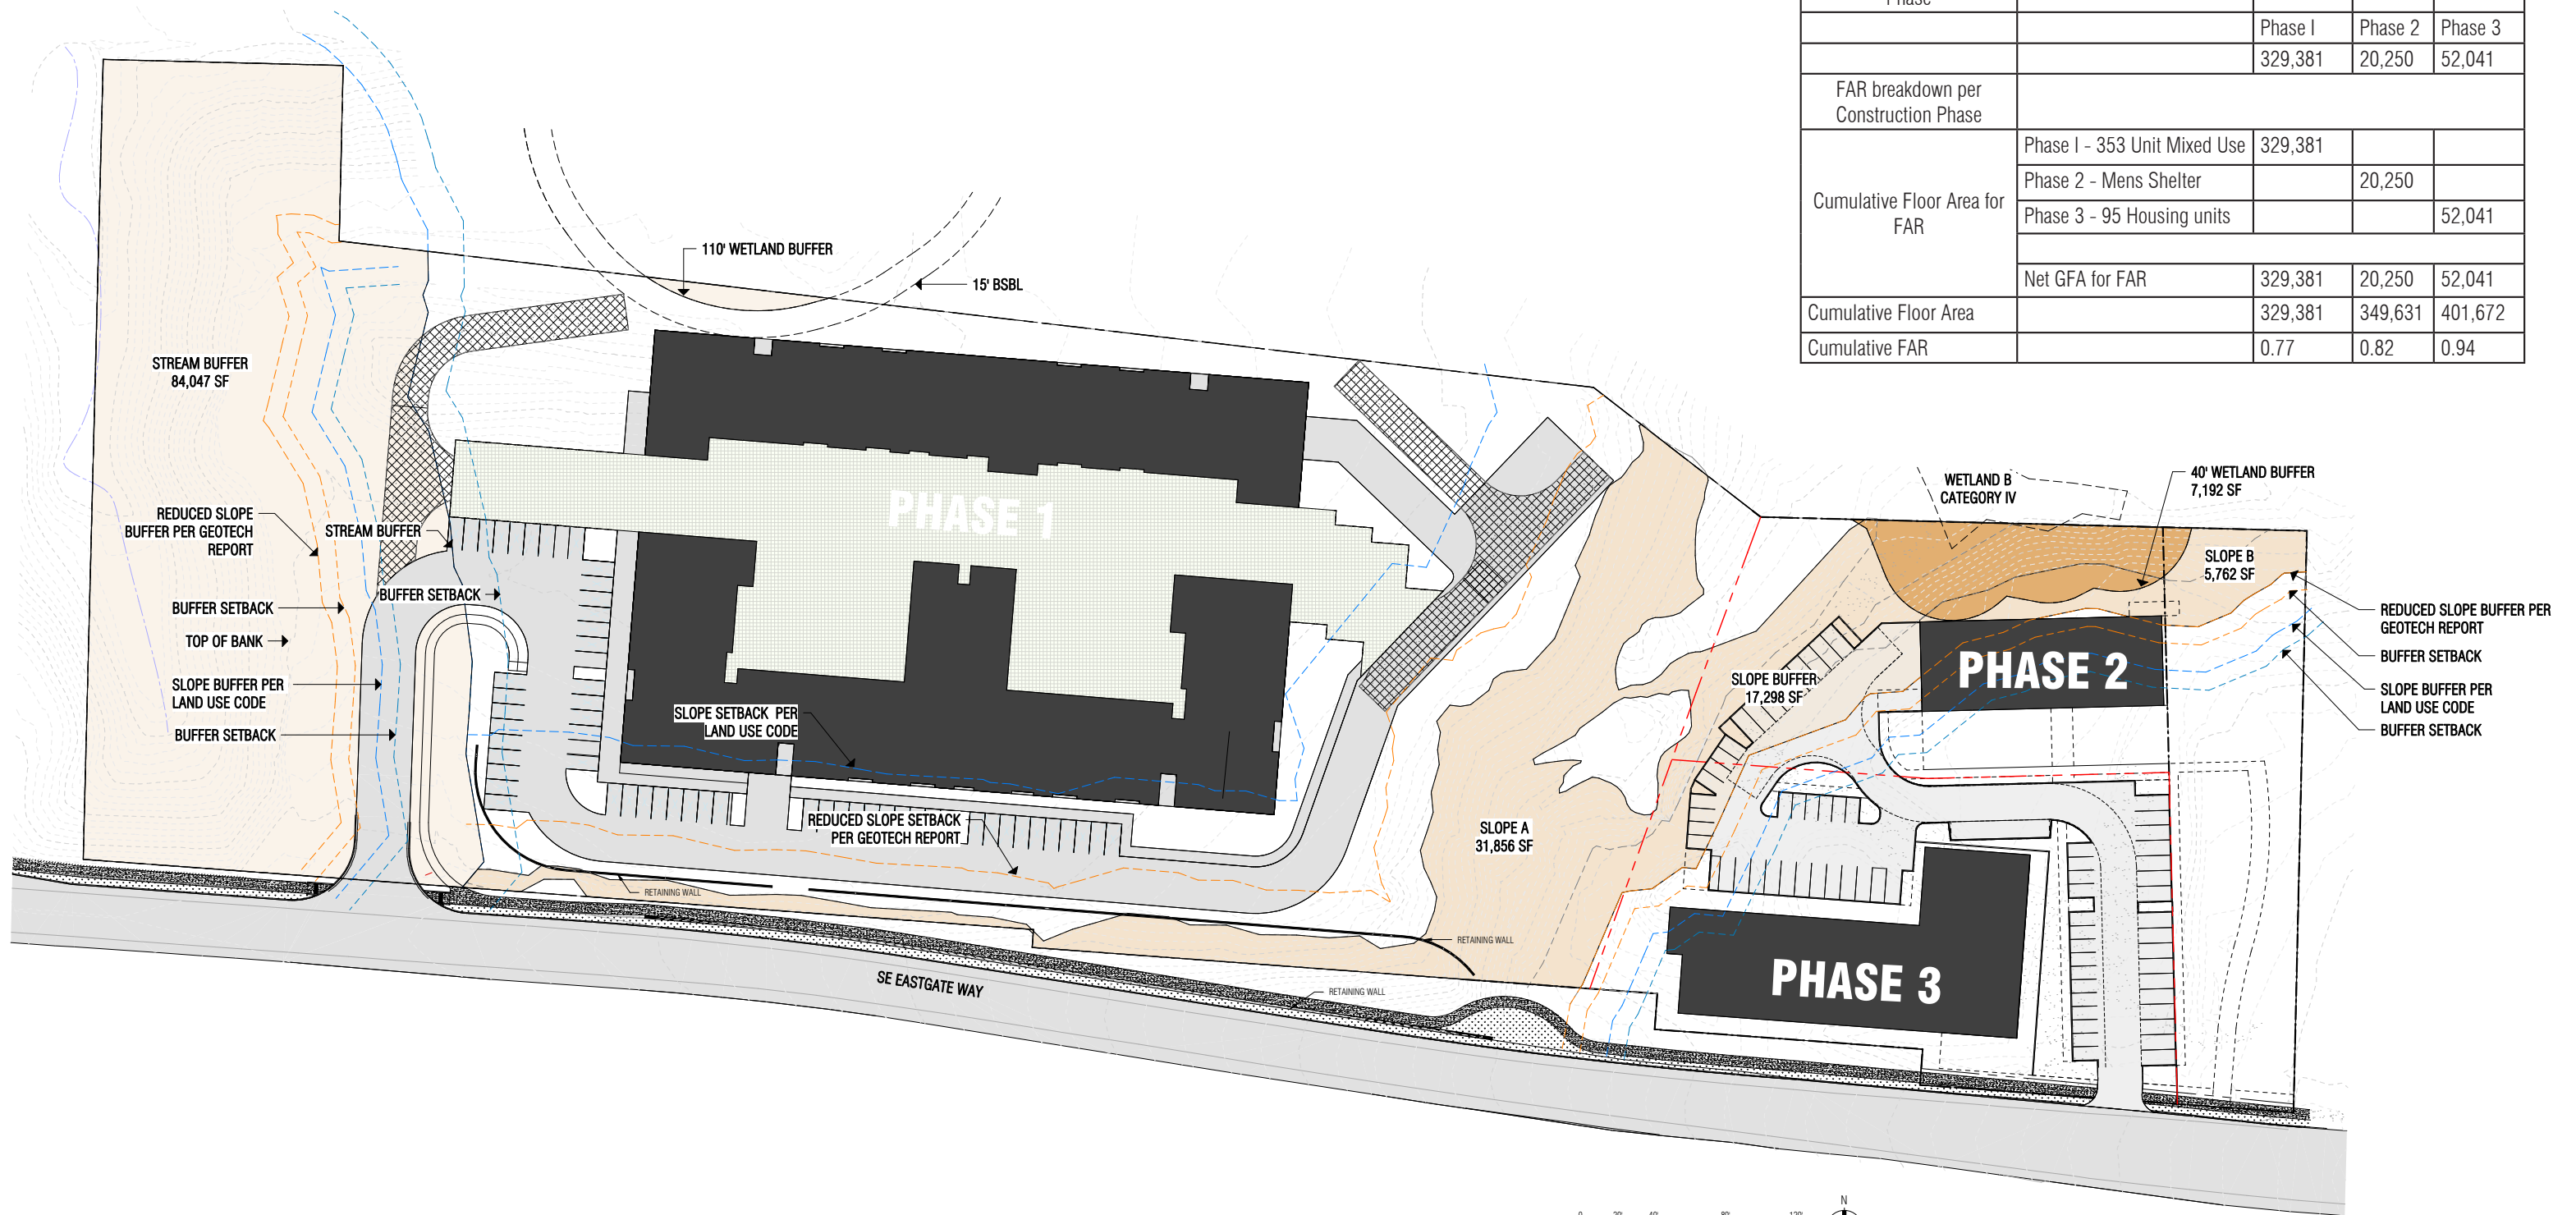 Phase
Phase I Phase 2 Phase 3
329,381 20,250 52,041
FAR breakdown per
Construction Phase
Cumulative Floor Area for
FAR
Phase I - 353 Unit Mixed Use 329,381
Phase 2 - Mens Shelter 20,250
Phase 3 - 95 Housing units 52,041
Net GFA for FAR 329,381 20,250 52,041
Cumulative Floor Area 329,381 349,631 401,672
Cumulative FAR 0.77 0.82 0.94
110' WETLAND BUFFER
15' BSBL
STREAM BUFFER
84,047 SF
REDUCED SLOPE
BUFFER PER GEOTECH
REPORT
STREAM BUFFER
BUFFER SETBACK
BUFFER SETBACK
TOP OF BANK
SLOPE BUFFER PER
LAND USE CODE
BUFFER SETBACK
PHASE 1
SLOPE SETBACK PER
LAND USE CODE
REDUCED SLOPE SETBACK
PER GEOTECH REPORT
RETAINING WALL
SLOPE A
31,856 SF
RETAINING WALL
RETAINING WALL
SE EASTGATE WAY
WETLAND B
CATEGORY IV
40' WETLAND BUFFER
7,192 SF
SLOPE B
5,762 SF
SLOPE BUFFER
17,298 SF
PHASE 2
REDUCED SLOPE BUFFER PER
GEOTECH REPORT
BUFFER SETBACK
SLOPE BUFFER PER
LAND USE CODE
BUFFER SETBACK
PHASE 3
N